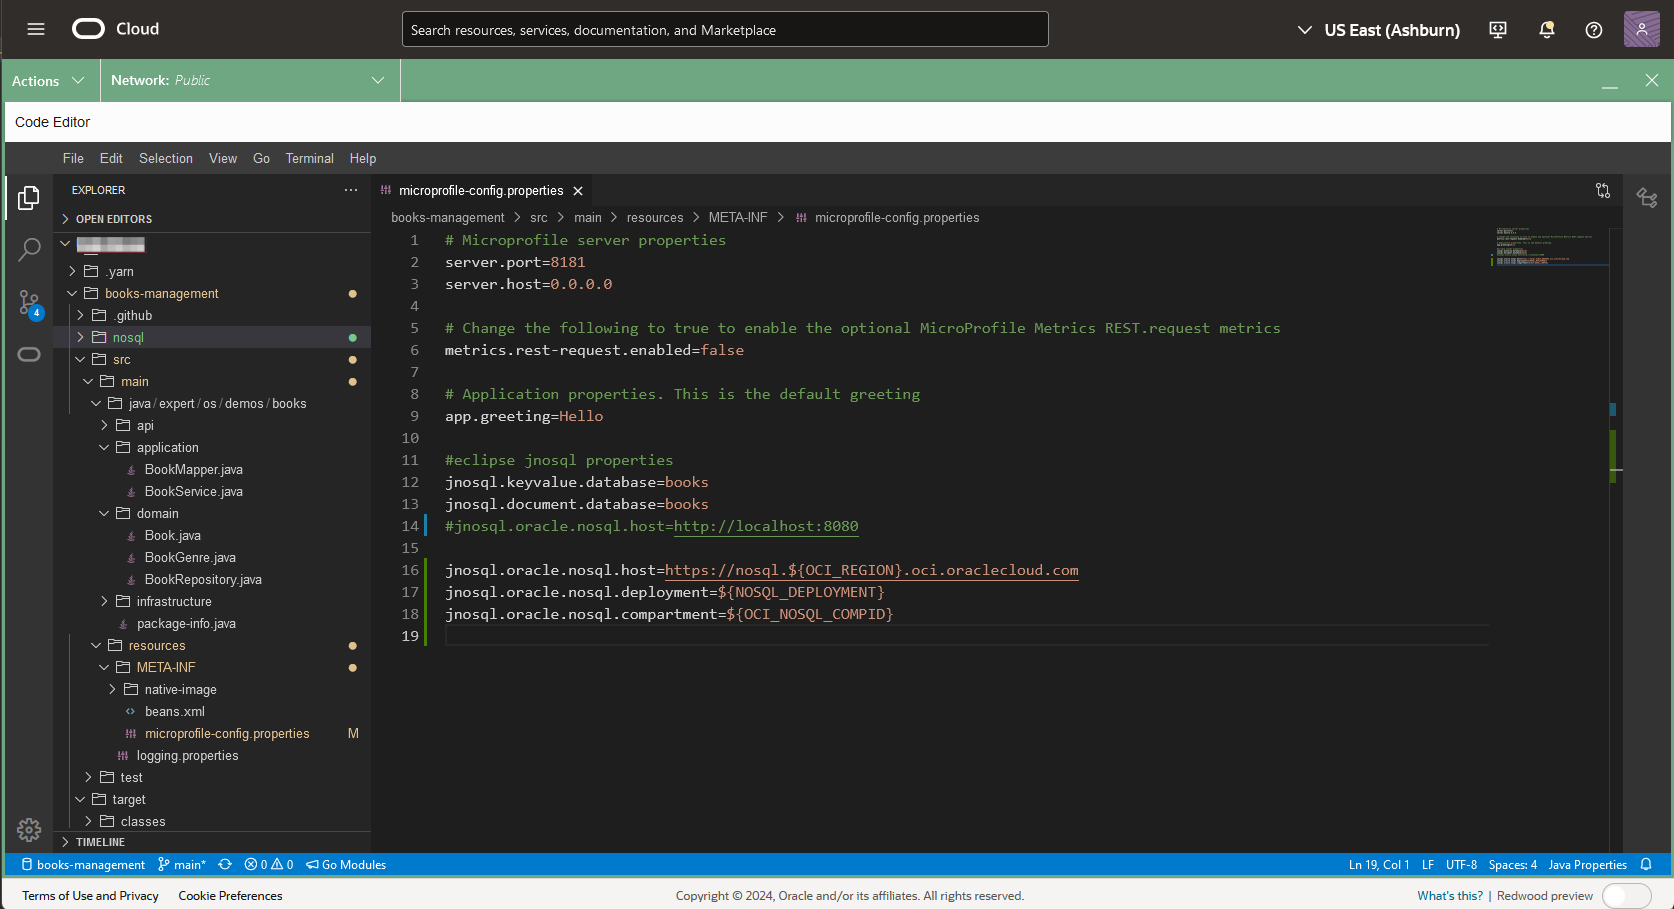 Cloud
Search resources, services, documentation, and Marketplace
US East (Ashburn)
Actions
Network: Public
Code Editor
File Edit Selection View Go Terminal Help
EXPLORER
OPEN EDITORS
.yarn
books-management
.github
nosql
src
main
java/expert/os/demos/books
api
application
BookMapper.java
BookService.java
domain
Book.java
BookGenre.java
BookRepository.java
infrastructure
package-info.java
resources
META-INF
native-image
beans.xml
microprofile-config.properties M
logging.properties
test
target
classes
TIMELINE
4
microprofile-config.properties
books-management > src > main > resources > META-INF > microprofile-config.properties
1 # Microprofile server properties
2 server.port=8181
3 server.host=0.0.0.0
4
5 # Change the following to true to enable the optional MicroProfile Metrics REST.request metrics
6 metrics.rest-request.enabled=false
7
8 # Application properties. This is the default greeting
9 app.greeting=Hello
10
11 #eclipse jnosql properties
12 jnosql.keyvalue.database=books
13 jnosql.document.database=books
14 #jnosql.oracle.nosql.host=http://localhost:8080
15
16 jnosql.oracle.nosql.host=https://nosql.${OCI_REGION}.oci.oraclecloud.com
17 jnosql.oracle.nosql.deployment=${NOSQL_DEPLOYMENT}
18 jnosql.oracle.nosql.compartment=${OCI_NOSQL_COMPID}
19
books-management main* 0 0 Go Modules
Ln 19, Col 1 LF UTF-8 Spaces: 4 Java Properties
Terms of Use and Privacy Cookie Preferences
Copyright © 2024, Oracle and/or its affiliates. All rights reserved.
What's this? | Redwood preview